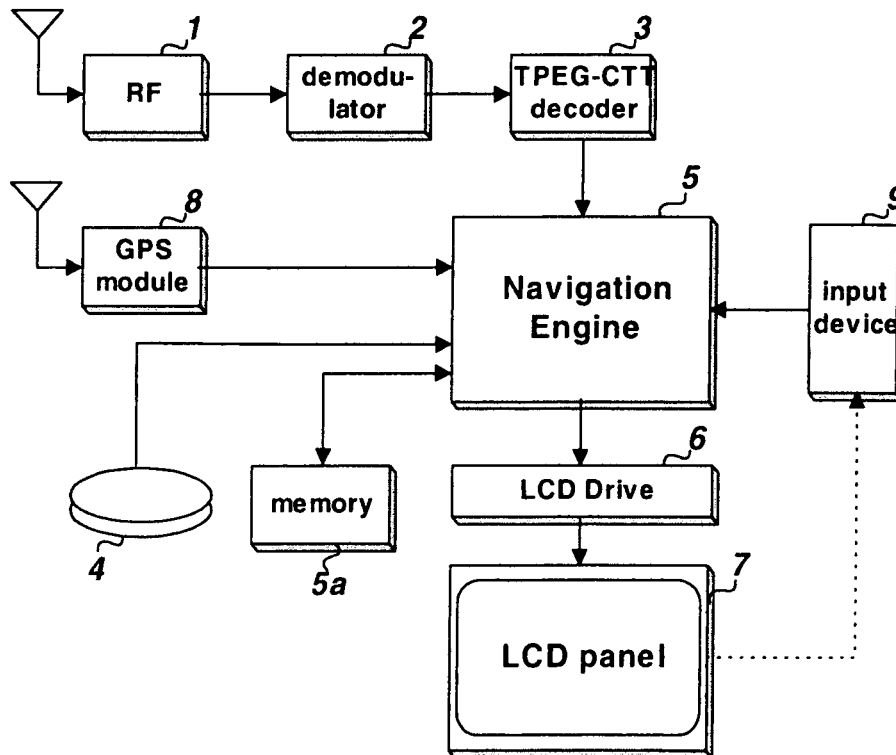 1
RF
2
demodu-
lator
3
TPEG-CTT
decoder
8
GPS
module
5
Navigation
Engine
9
input
device
4
memory
5a
6
LCD Drive
7
LCD panel